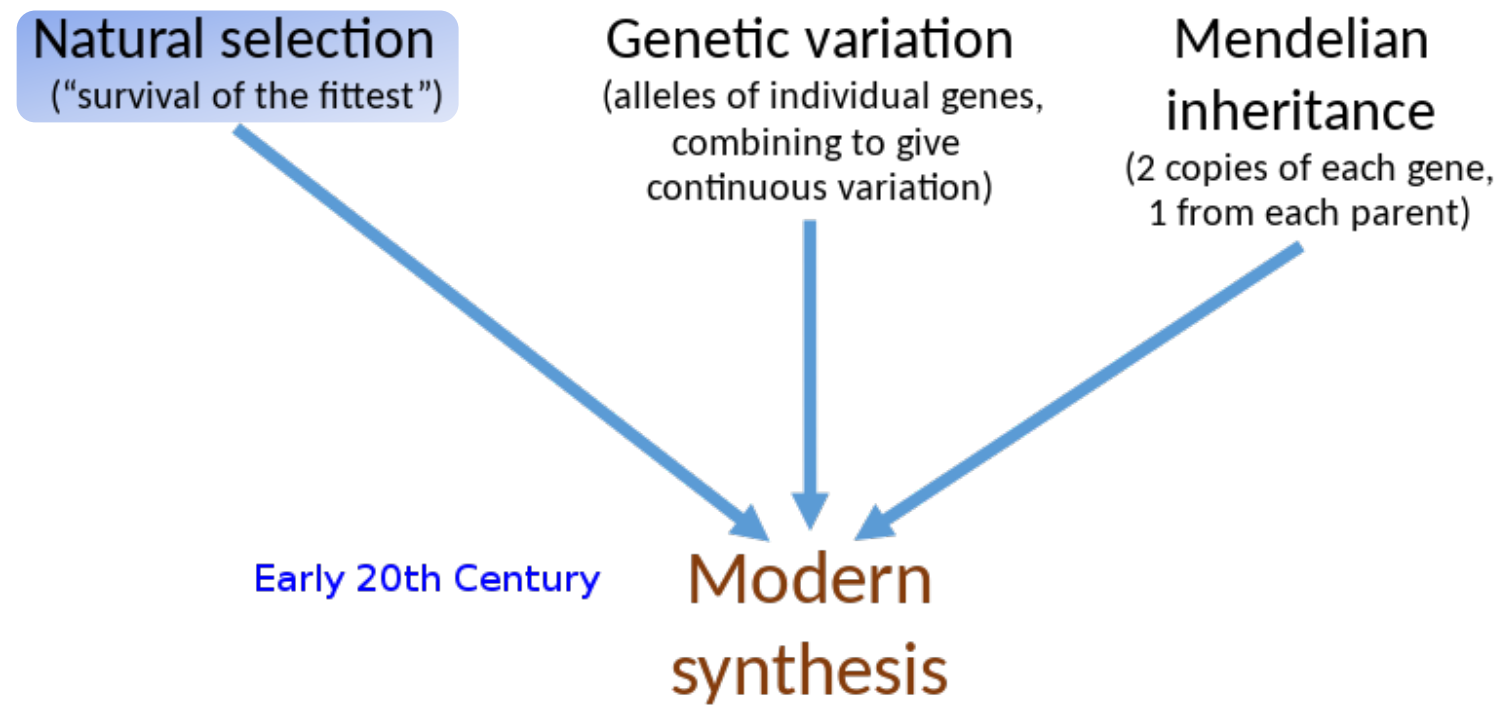 Natural selection
(“survival of the fittest”)
Genetic variation
(alleles of individual genes,
combining to give
continuous variation)
Mendelian
inheritance
(2 copies of each gene,
1 from each parent)
Early 20th Century
Modern
synthesis